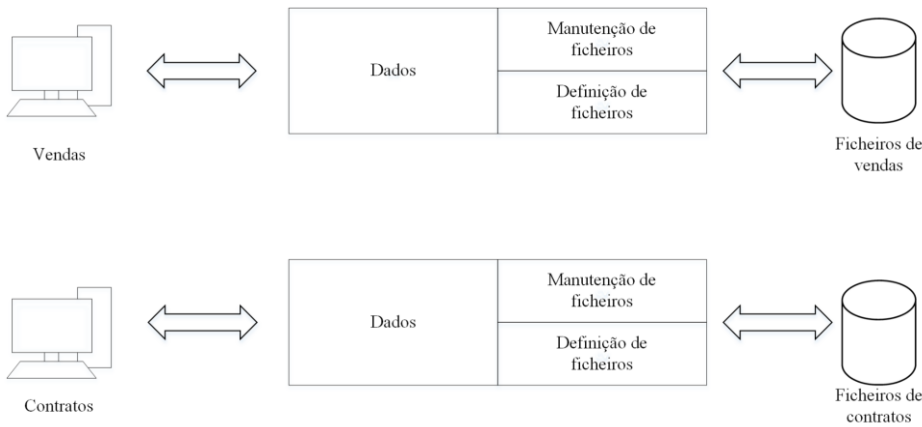 Manutenção de
ficheiros
Dados
Definição de
ficheiros
Vendas
Ficheiros de
vendas
Manutenção de
ficheiros
Dados
Definição de
ficheiros
Contratos
Ficheiros de
contratos